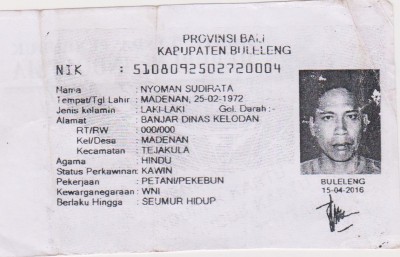 PROVINSI BALI
KABUPATEN BULELENG
NIK : 5108092502720004
Nama : NYOMAN SUDIRATA
Tempat/Tgl Lahir : MADENAN, 25-02-1972
Jenis kelamin : LAKI-LAKI Gol. Darah :-
Alamat : BANJAR DINAS KELODAN
RT/RW : 000/000
Kel/Desa : MADENAN
Kecamatan : TEJAKULA
Agama : HINDU
Status Perkawinan: KAWIN
Pekerjaan : PETANI/PEKEBUN
Kewarganegaraan : WNI
Berlaku Hingga : SEUMUR HIDUP
BULELENG
15-04-2016